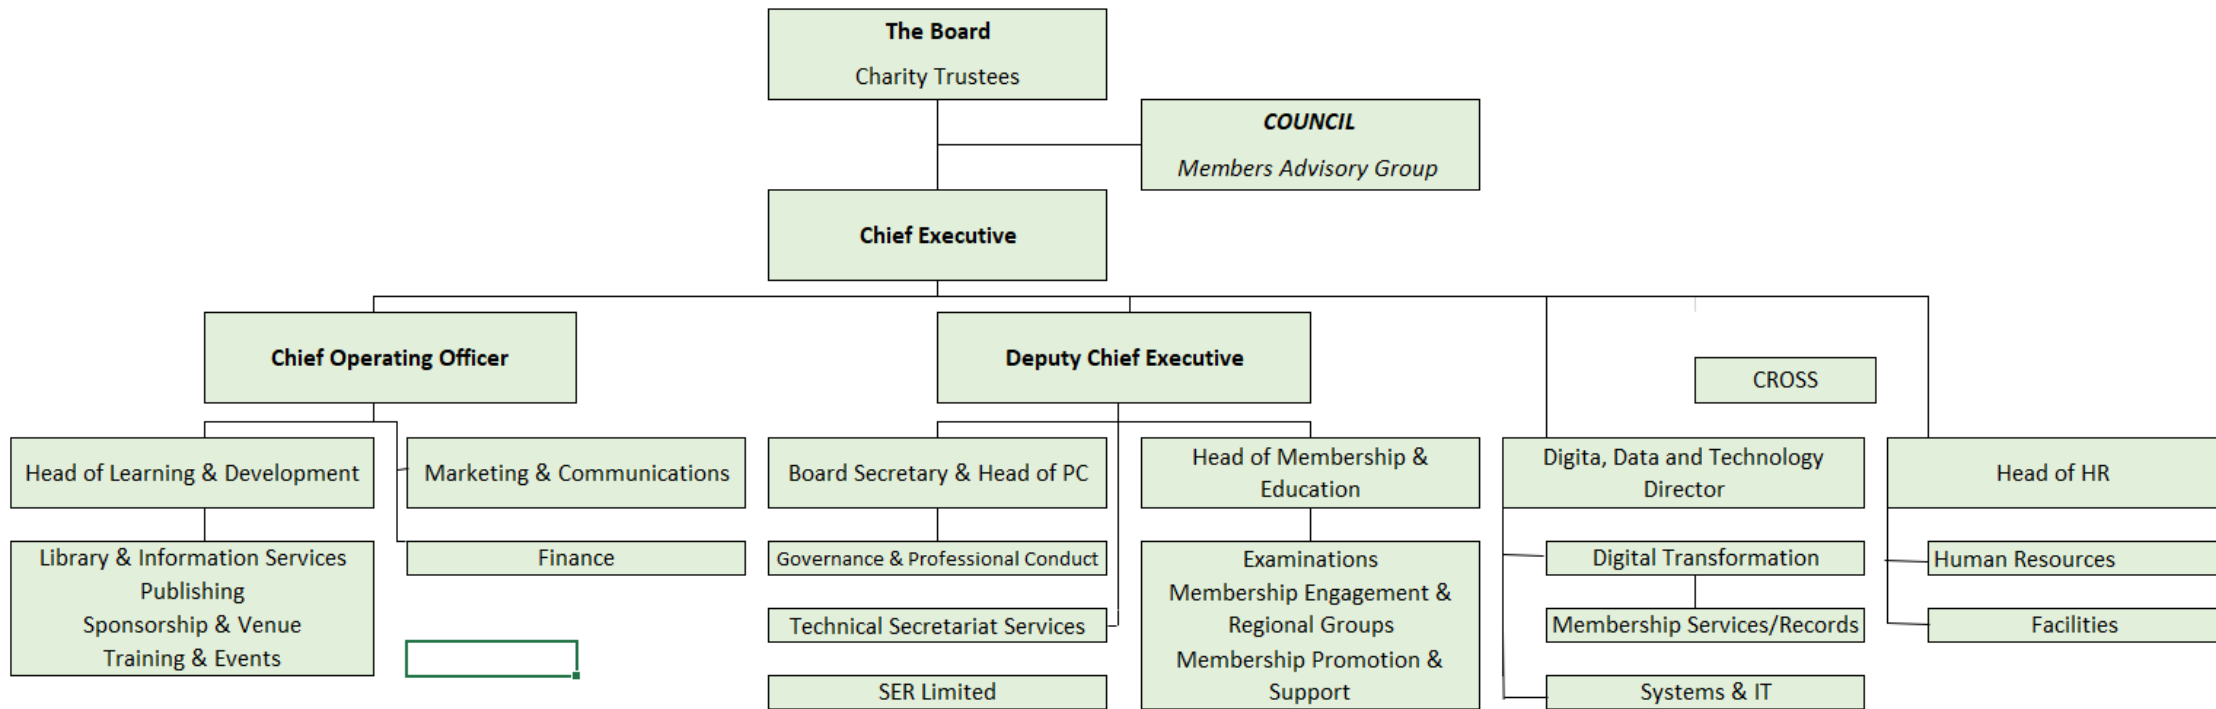 The Board
Charity Trustees
COUNCIL
Members Advisory Group
Chief Executive
Chief Operating Officer
Deputy Chief Executive
CROSS
Head of Learning & Development
Marketing & Communications
Board Secretary & Head of PC
Head of Membership &
Education
Digita, Data and Technology
Director
Head of HR
Library & Information Services
Publishing
Sponsorship & Venue
Training & Events
Finance
Governance & Professional Conduct
Technical Secretariat Services
SER Limited
Examinations
Membership Engagement &
Regional Groups
Membership Promotion &
Support
Digital Transformation
Membership Services/Records
Systems & IT
Human Resources
Facilities